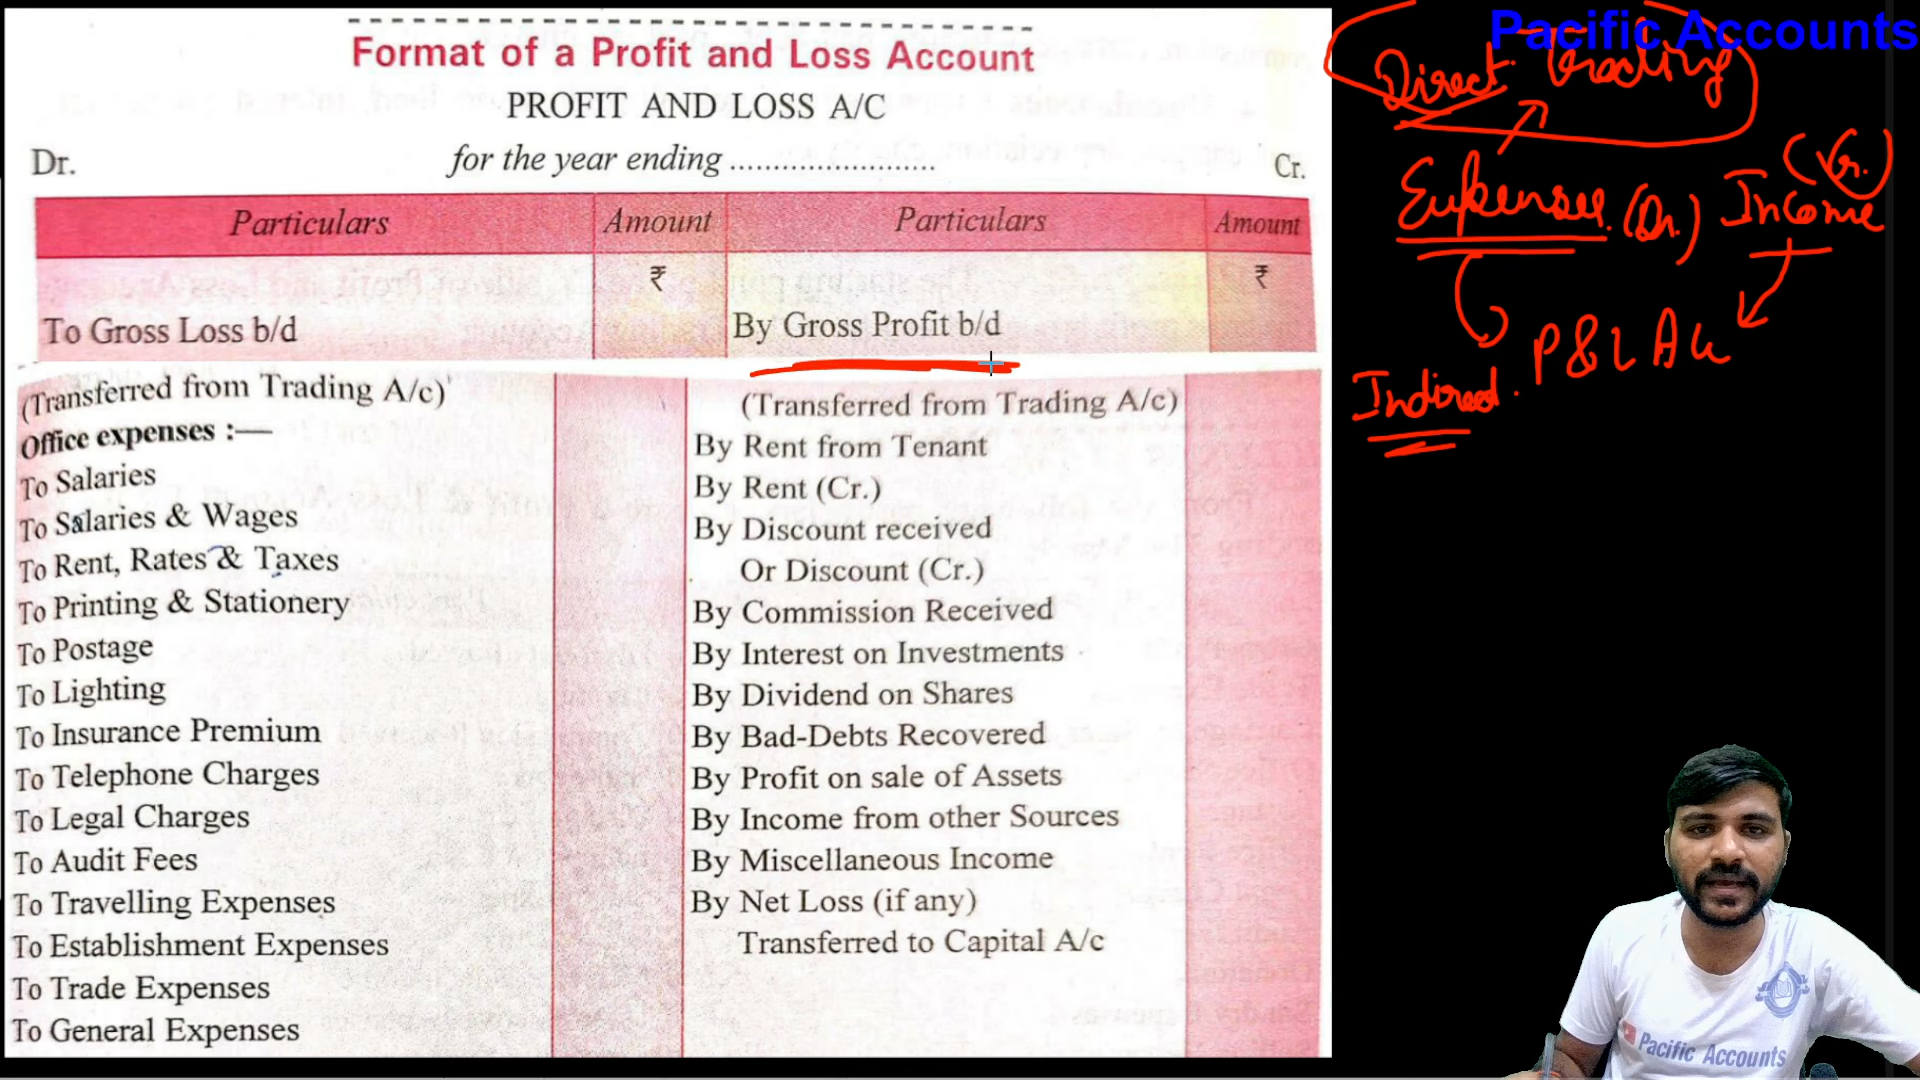 Format of a Profit and Loss Account
PROFIT AND LOSS A/C
Dr. for the year ending ........................ Cr.
Particulars Amount Particulars Amount
₹ ₹
To Gross Loss b/d By Gross Profit b/d
(Transferred from Trading A/c) (Transferred from Trading A/c)
Office expenses :— By Rent from Tenant
To Salaries By Rent (Cr.)
To Salaries & Wages By Discount received
To Rent, Rates & Taxes Or Discount (Cr.)
To Printing & Stationery By Commission Received
To Postage By Interest on Investments
To Lighting By Dividend on Shares
To Insurance Premium By Bad-Debts Recovered
To Telephone Charges By Profit on sale of Assets
To Legal Charges By Income from other Sources
To Audit Fees By Miscellaneous Income
To Travelling Expenses By Net Loss (if any)
To Establishment Expenses Transferred to Capital A/c
To Trade Expenses
To General Expenses
Pacific Accounts
Direct Trading
(Cr.)
Expenses (Dr.) Income
P & L A/c
Indirect.
Pacific Accounts